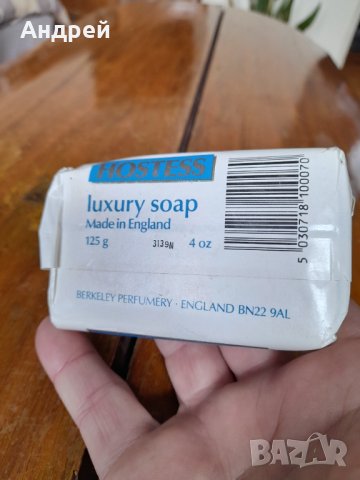 Андрей
HOSTESS
luxury soap
Made in England
125 g 3139N 4 oz
5 030718 100070
BERKELEY PERFUMERY · ENGLAND BN22 9AL
BAZAR